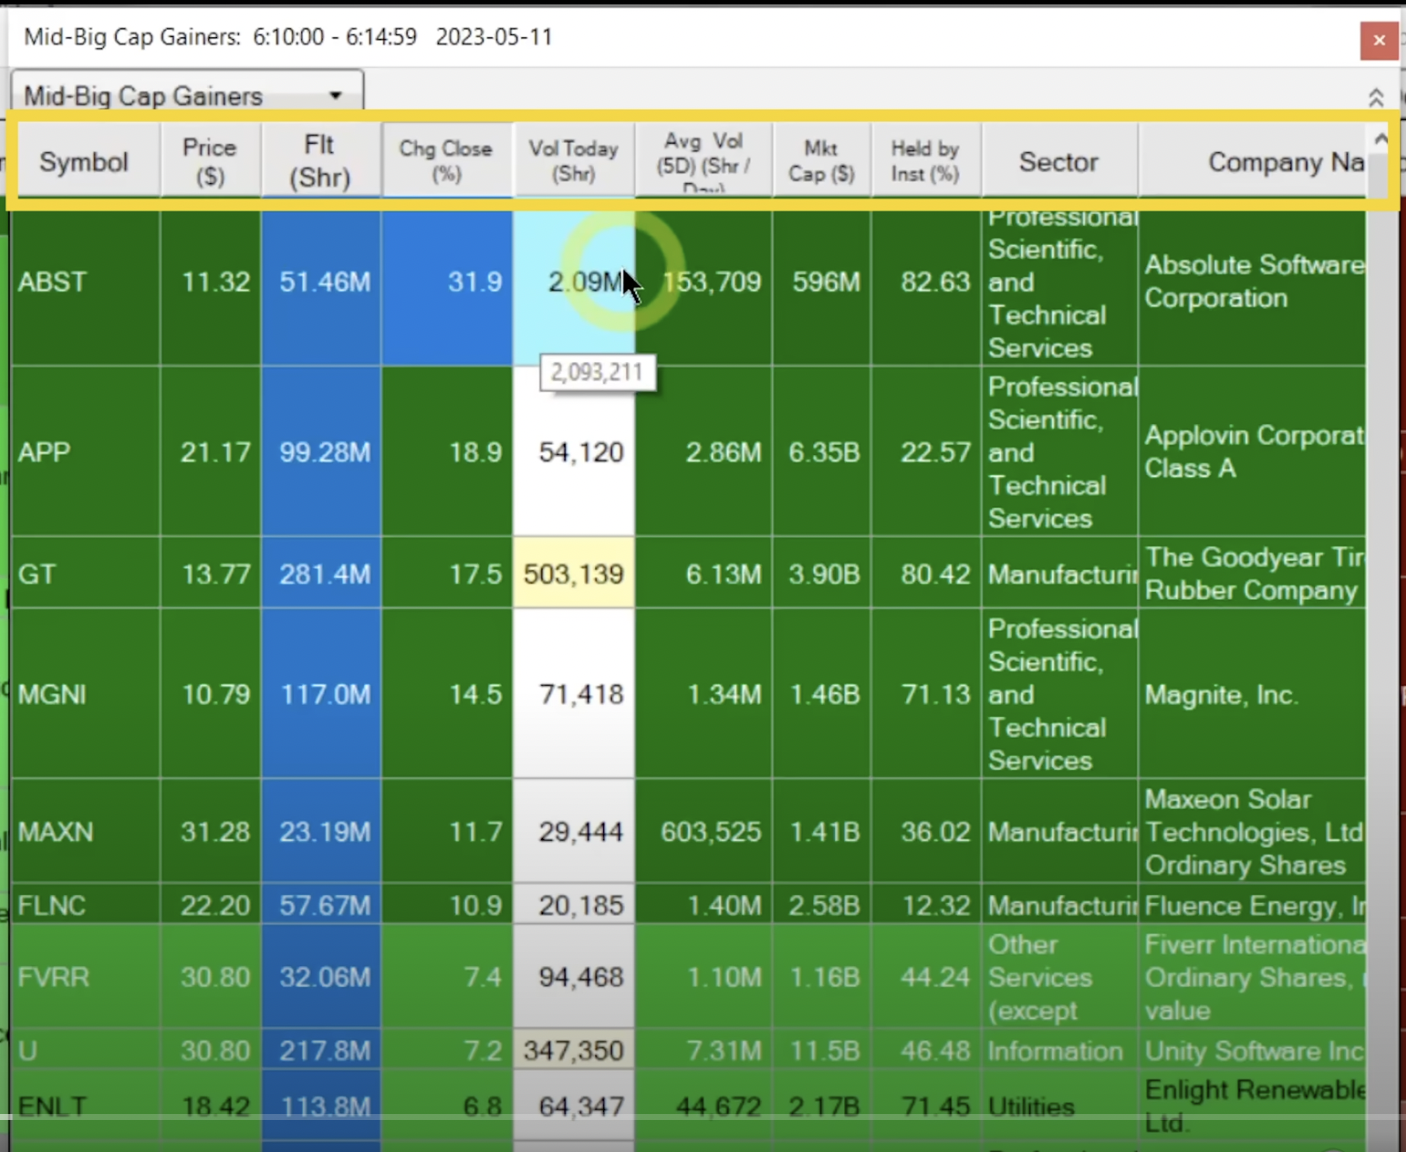 Mid-Big Cap Gainers: 6:10:00 - 6:14:59 2023-05-11
Mid-Big Cap Gainers
Symbol Price ($) Flt (Shr) Chg Close (%) Vol Today (Shr) Avg Vol (5D) (Shr / Day) Mkt Cap ($) Held by Inst (%) Sector Company Na
ABST 11.32 51.46M 31.9 2.09M 153,709 596M 82.63 Professional Scientific, and Technical Services Absolute Software Corporation
2,093,211
APP 21.17 99.28M 18.9 54,120 2.86M 6.35B 22.57 Professional Scientific, and Technical Services Applovin Corporat Class A
GT 13.77 281.4M 17.5 503,139 6.13M 3.90B 80.42 Manufacturin The Goodyear Tir Rubber Company
MGNI 10.79 117.0M 14.5 71,418 1.34M 1.46B 71.13 Professional Scientific, and Technical Services Magnite, Inc.
MAXN 31.28 23.19M 11.7 29,444 603,525 1.41B 36.02 Manufacturin Maxeon Solar Technologies, Ltd Ordinary Shares
FLNC 22.20 57.67M 10.9 20,185 1.40M 2.58B 12.32 Manufacturin Fluence Energy, In
FVRR 30.80 32.06M 7.4 94,468 1.10M 1.16B 44.24 Other Services (except Fiverr Internationa Ordinary Shares, value
U 30.80 217.8M 7.2 347,350 7.31M 11.5B 46.48 Information Unity Software Inc
ENLT 18.42 113.8M 6.8 64,347 44,672 2.17B 71.45 Utilities Enlight Renewable Ltd.